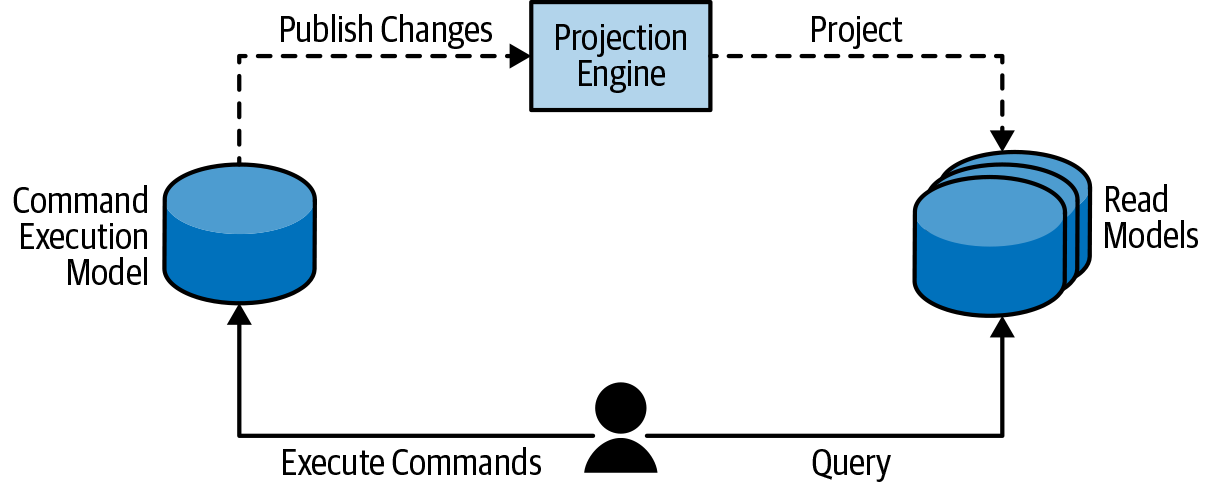 Publish Changes
Projection
Engine
Project
Command
Execution
Model
Read
Models
Execute Commands
Query